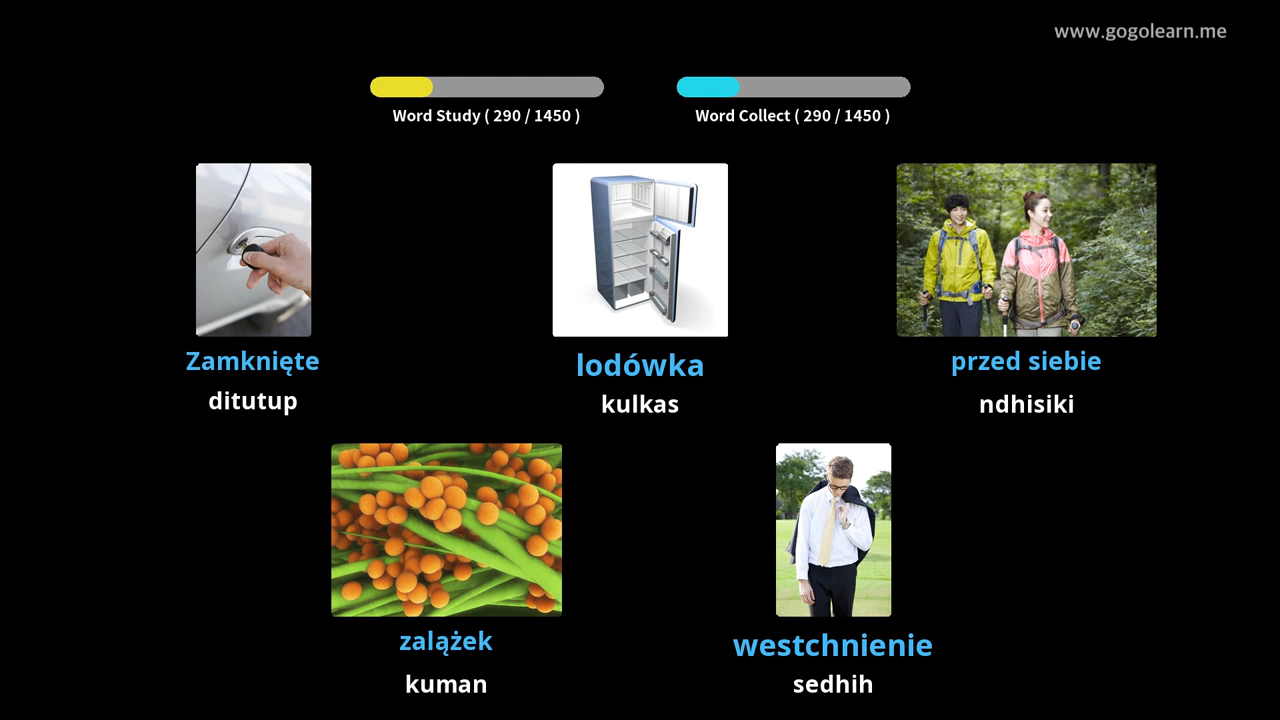 www.gogolearn.me
Word Study ( 290 / 1450 )
Word Collect ( 290 / 1450 )
Zamknięte
ditutup
lodówka
kulkas
przed siebie
ndhisiki
zalążek
kuman
westchnienie
sedhih